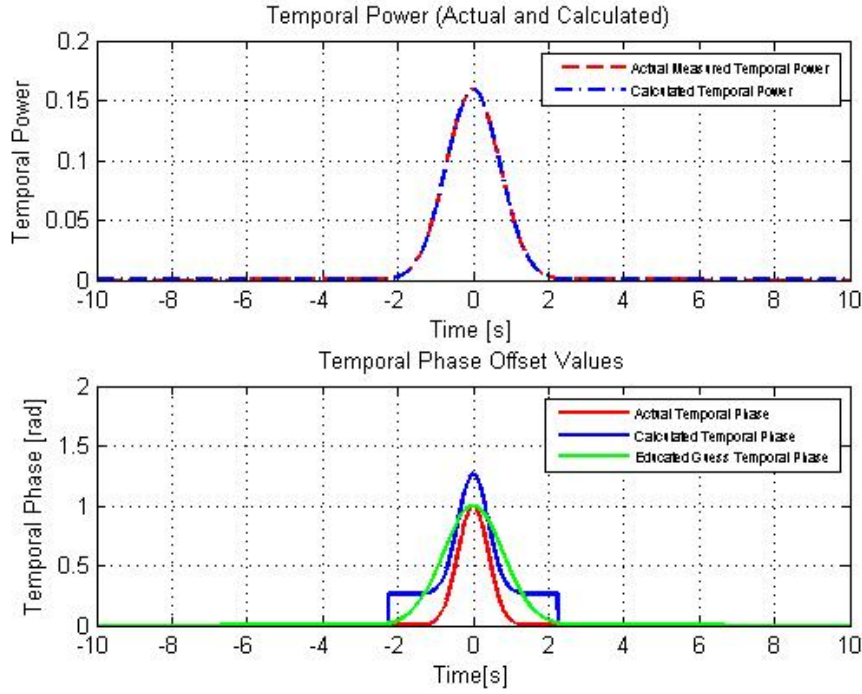 Temporal Power (Actual and Calculated)
0.2
0.15
0.1
0.05
0
Temporal Power
Actual Measured Temporal Power
Calculated Temporal Power
-10 -8 -6 -4 -2 0 2 4 6 8 10
Time [s]
Temporal Phase Offset Values
2
1.5
1
0.5
0
Temporal Phase [rad]
Actual Temporal Phase
Calculated Temporal Phase
Educated Guess Temporal Phase
-10 -8 -6 -4 -2 0 2 4 6 8 10
Time[s]